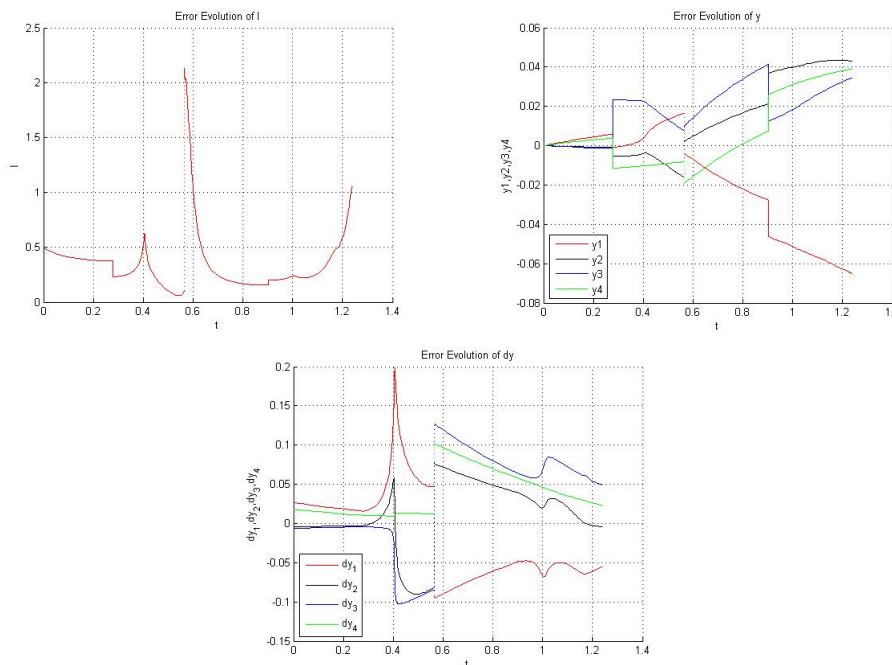 Error Evolution of I
2.5
2
1.5
1
0.5
0
I
0 0.2 0.4 0.6 0.8 1 1.2 1.4
t
Error Evolution of y
0.06
0.04
0.02
0
-0.02
-0.04
-0.06
-0.08
y1,y2,y3,y4
y1
y2
y3
y4
0 0.2 0.4 0.6 0.8 1 1.2
t
Error Evolution of dy
0.2
0.15
0.1
0.05
0
-0.05
-0.1
-0.15
dy1,dy2,dy3,dy4
dy1
dy2
dy3
dy4
0 0.2 0.4 0.6 0.8 1 1.2 1.4